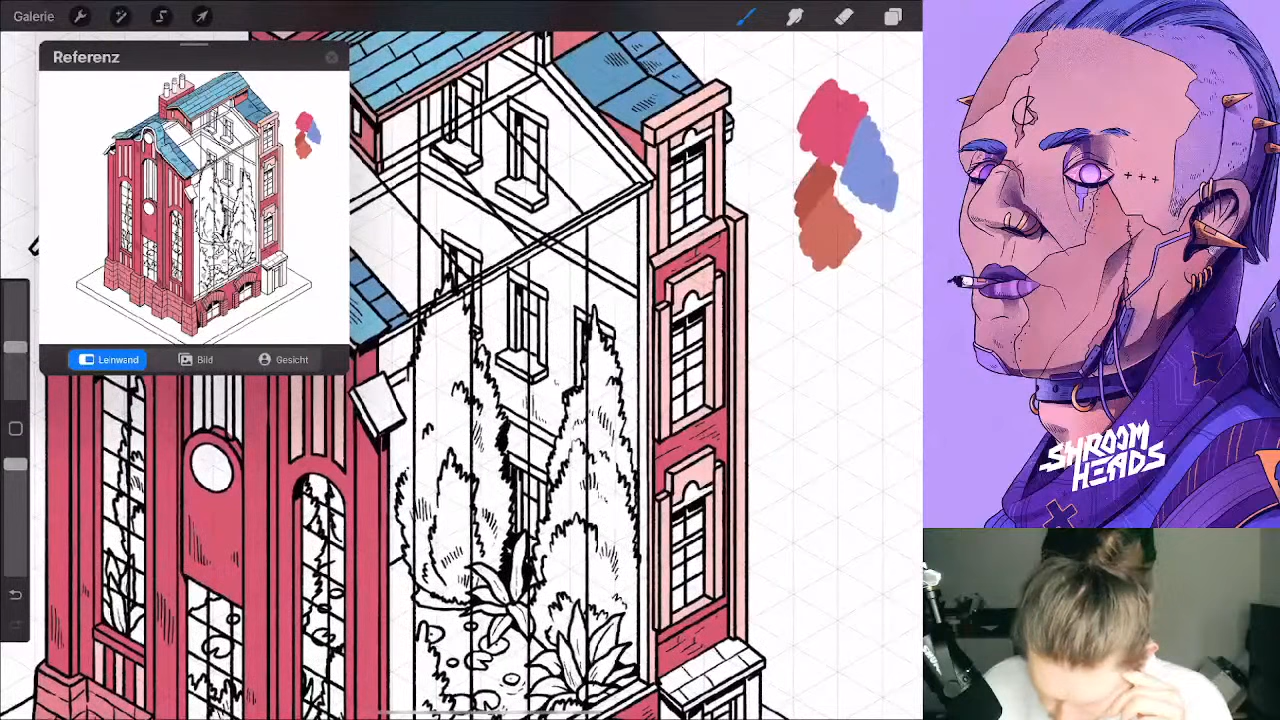 Galerie
Referenz
Leinwand
Bild
Gesicht
SHROOM
HEADS